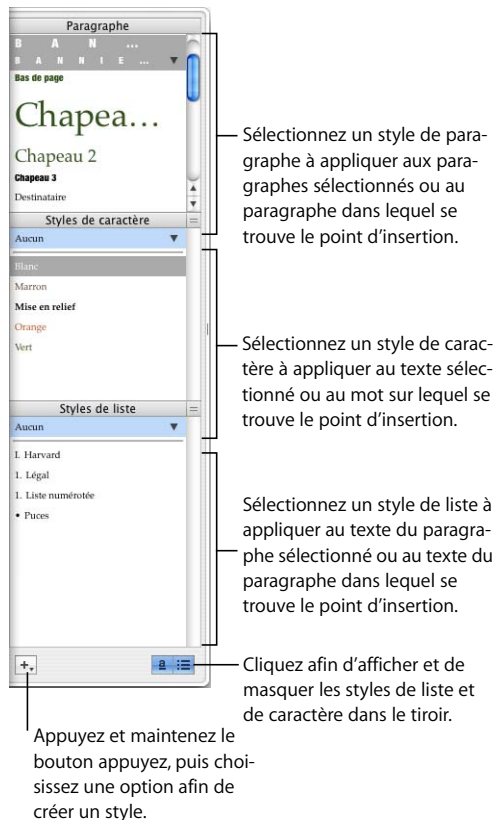 Paragraphe
B A N ...
B A N N I E ...
Bas de page
Chapea...
Chapeau 2
Chapeau 3
Destinataire
Styles de caractère
Aucun
Blanc
Marron
Mise en relief
Orange
Vert
Styles de liste
Aucun
I. Harvard
1. Légal
1. Liste numérotée
• Puces
+
a
Sélectionnez un style de para-
graphe à appliquer aux para-
graphes sélectionnés ou au
paragraphe dans lequel se
trouve le point d'insertion.
Sélectionnez un style de carac-
tère à appliquer au texte sélec-
tionné ou au mot sur lequel se
trouve le point d'insertion.
Sélectionnez un style de liste à
appliquer au texte du paragra-
phe sélectionné ou au texte du
paragraphe dans lequel se
trouve le point d'insertion.
Cliquez afin d'afficher et de
masquer les styles de liste et
de caractère dans le tiroir.
Appuyez et maintenez le
bouton appuyez, puis choi-
sissez une option afin de
créer un style.